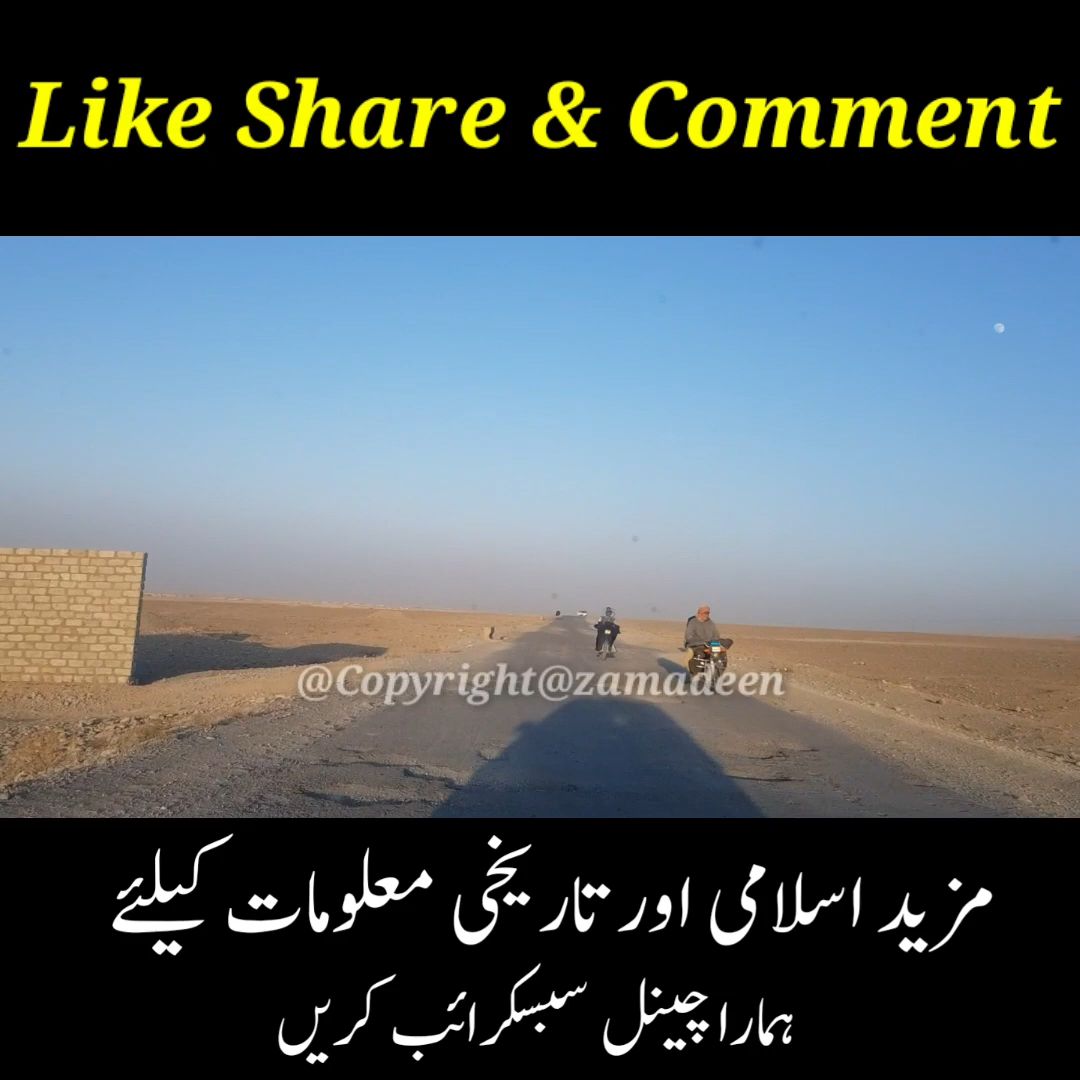 Like Share & Comment
@Copyright@zamadeen
مزید اسلامی اور تاریخی معلومات کیلئے
ہمارا چینل سبسکرائب کریں